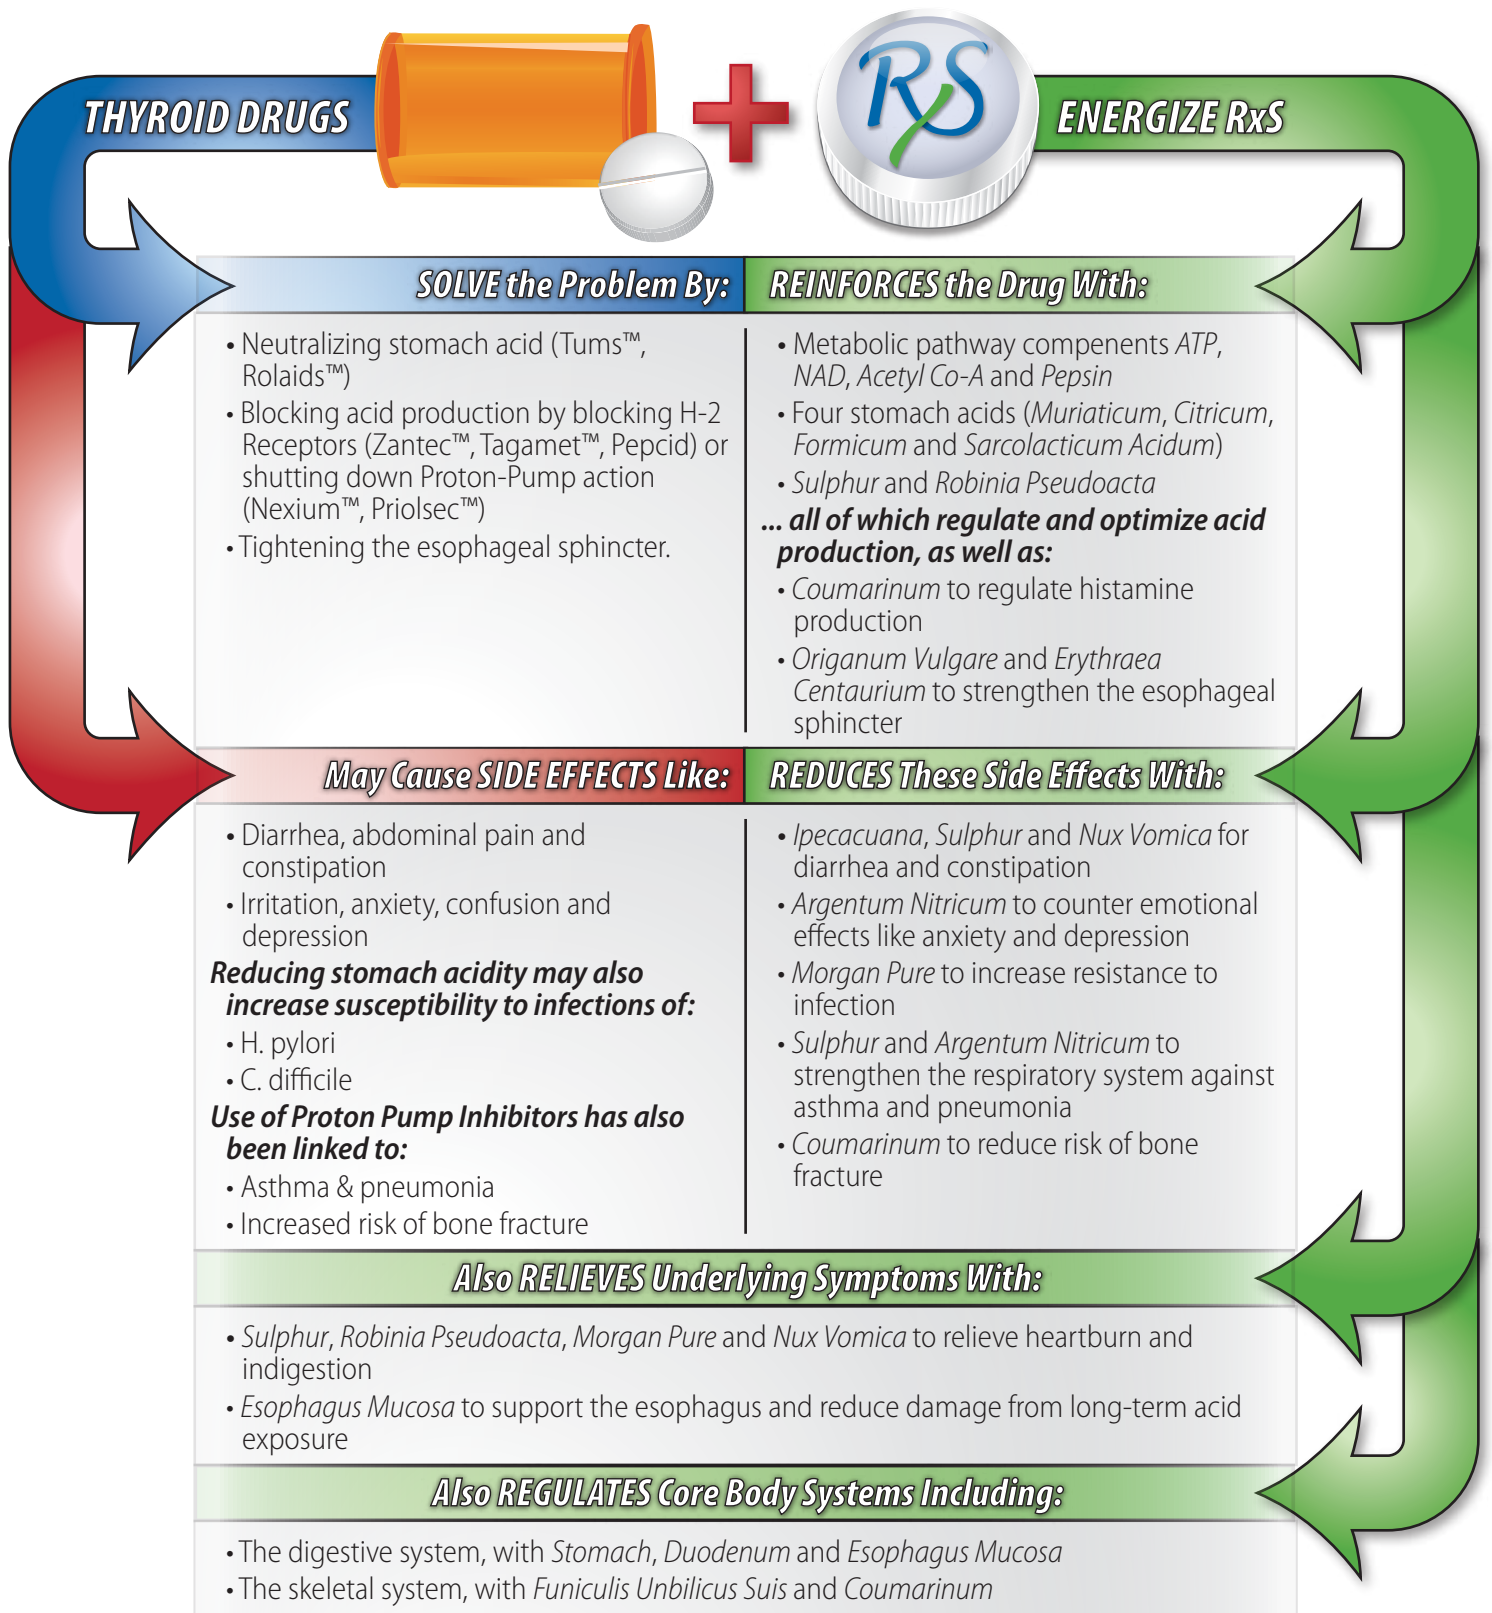 THYROID DRUGS
RxS
ENERGIZE RxS
SOLVE the Problem By:
• Neutralizing stomach acid (Tums™,
Rolaids™)
• Blocking acid production by blocking H-2
Receptors (Zantec™, Tagamet™, Pepcid) or
shutting down Proton-Pump action
(Nexium™, Priolsec™)
• Tightening the esophageal sphincter.
REINFORCES the Drug With:
• Metabolic pathway compenents ATP,
NAD, Acetyl Co-A and Pepsin
• Four stomach acids (Muriaticum, Citricum,
Formicum and Sarcolacticum Acidum)
• Sulphur and Robinia Pseudoacta
... all of which regulate and optimize acid
production, as well as:
• Coumarinum to regulate histamine
production
• Origanum Vulgare and Erythraea
Centaurium to strengthen the esophageal
sphincter
May Cause SIDE EFFECTS Like:
• Diarrhea, abdominal pain and
constipation
• Irritation, anxiety, confusion and
depression
Reducing stomach acidity may also
increase susceptibility to infections of:
• H. pylori
• C. difficile
Use of Proton Pump Inhibitors has also
been linked to:
• Asthma & pneumonia
• Increased risk of bone fracture
REDUCES These Side Effects With:
• Ipecacuana, Sulphur and Nux Vomica for
diarrhea and constipation
• Argentum Nitricum to counter emotional
effects like anxiety and depression
• Morgan Pure to increase resistance to
infection
• Sulphur and Argentum Nitricum to
strengthen the respiratory system against
asthma and pneumonia
• Coumarinum to reduce risk of bone
fracture
Also RELIEVES Underlying Symptoms With:
• Sulphur, Robinia Pseudoacta, Morgan Pure and Nux Vomica to relieve heartburn and
indigestion
• Esophagus Mucosa to support the esophagus and reduce damage from long-term acid
exposure
Also REGULATES Core Body Systems Including:
• The digestive system, with Stomach, Duodenum and Esophagus Mucosa
• The skeletal system, with Funiculis Unbilicus Suis and Coumarinum